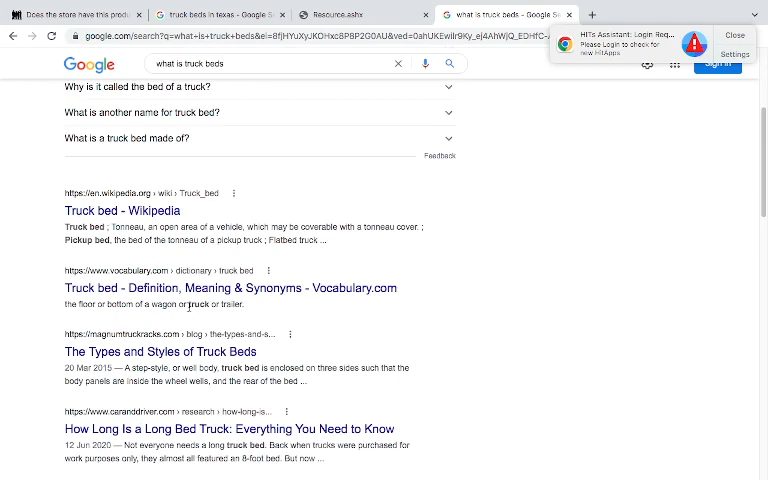 Does the store have this produ
truck beds in texas - Google Se
Resource.ashx
what is truck beds - Google Se
google.com/search?q=what+is+truck+beds&ei=8fjHYuXyJKOHxc8P8P2G0AU&ved=0ahUKEwilr9Ky_ej4AhWjQ_EDHfC-A
HITs Assistant: Login Req...
Please Login to check for
new HitApps
Close
Settings
Google
what is truck beds
Sign in
Why is it called the bed of a truck?
What is another name for truck bed?
What is a truck bed made of?
Feedback
https://en.wikipedia.org › wiki › Truck_bed
Truck bed - Wikipedia
Truck bed ; Tonneau, an open area of a vehicle, which may be coverable with a tonneau cover. ;
Pickup bed, the bed of the tonneau of a pickup truck ; Flatbed truck ...
https://www.vocabulary.com › dictionary › truck bed
Truck bed - Definition, Meaning & Synonyms - Vocabulary.com
the floor or bottom of a wagon or truck or trailer.
https://magnumtruckracks.com › blog › the-types-and-s...
The Types and Styles of Truck Beds
20 Mar 2015 — A step-style, or well body, truck bed is enclosed on three sides such that the
body panels are inside the wheel wells, and the rear of the bed ...
https://www.caranddriver.com › research › how-long-is...
How Long Is a Long Bed Truck: Everything You Need to Know
12 Jun 2020 — Not everyone needs a long truck bed. Back when trucks were purchased for
work purposes only, they almost all featured an 8-foot bed. But now ...